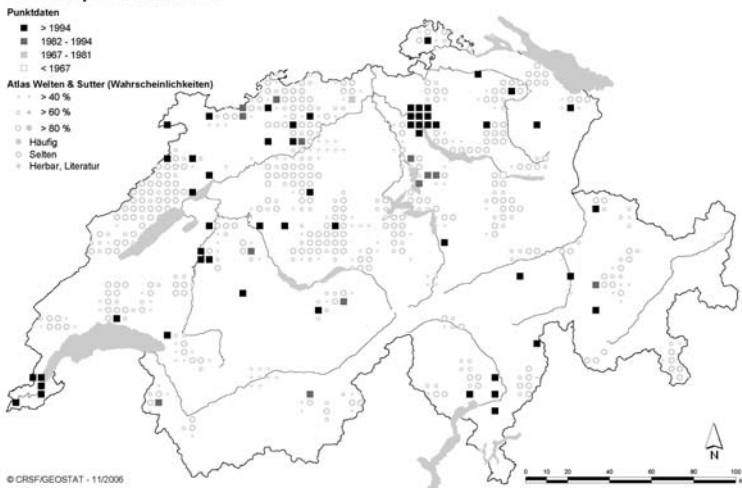 Punktdaten
> 1994
1982 - 1994
1967 - 1981
< 1967
Atlas Welten & Sutter (Wahrscheinlichkeiten)
> 40 %
> 60 %
> 80 %
Häufig
Selten
Herbar, Literatur
N
0 10 20 40 60 80 100
© CRSF/GEOSTAT - 11/2006